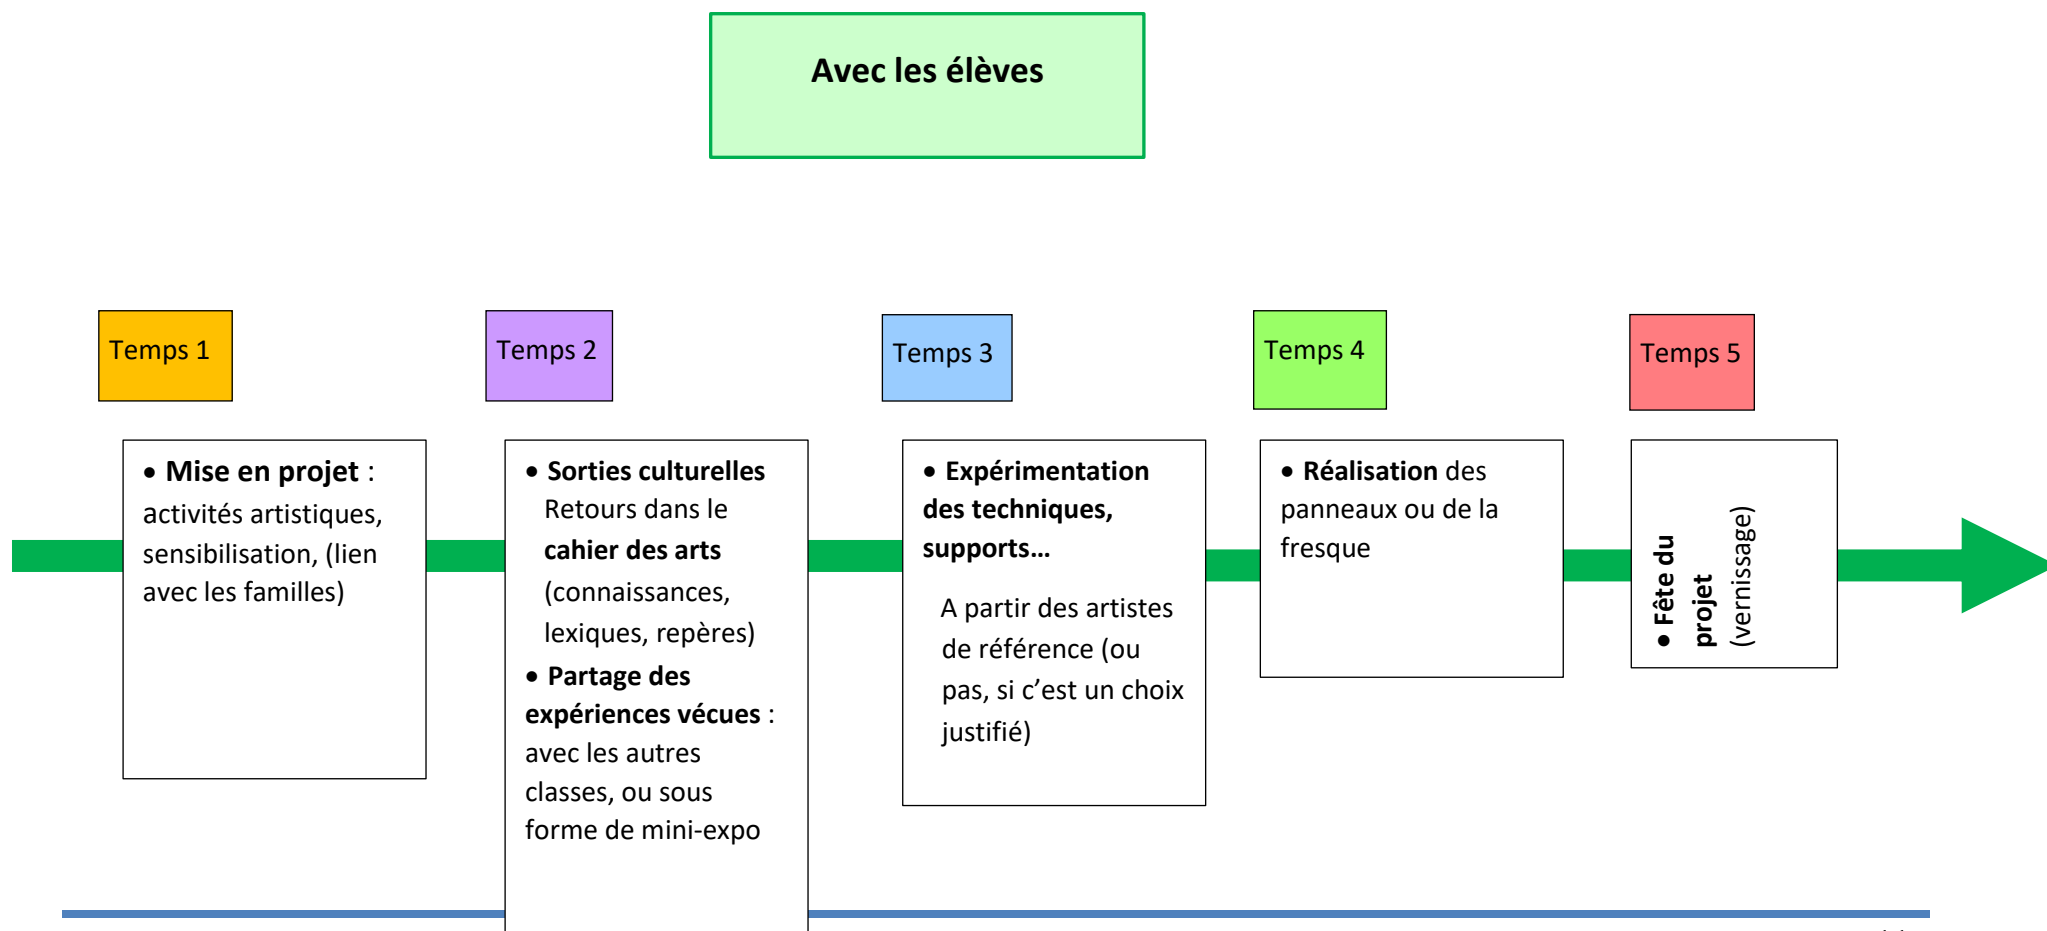 Avec les élèves
Temps 1
Temps 2
Temps 3
Temps 4
Temps 5
• Mise en projet :
activités artistiques,
sensibilisation, (lien
avec les familles)
• Sorties culturelles
Retours dans le
cahier des arts
(connaissances,
lexiques, repères)
• Partage des
expériences vécues :
avec les autres
classes, ou sous
forme de mini-expo
• Expérimentation
des techniques,
supports…
A partir des artistes
de référence (ou
pas, si c’est un choix
justifié)
• Réalisation des
panneaux ou de la
fresque
• Fête du
projet
(vernissage)